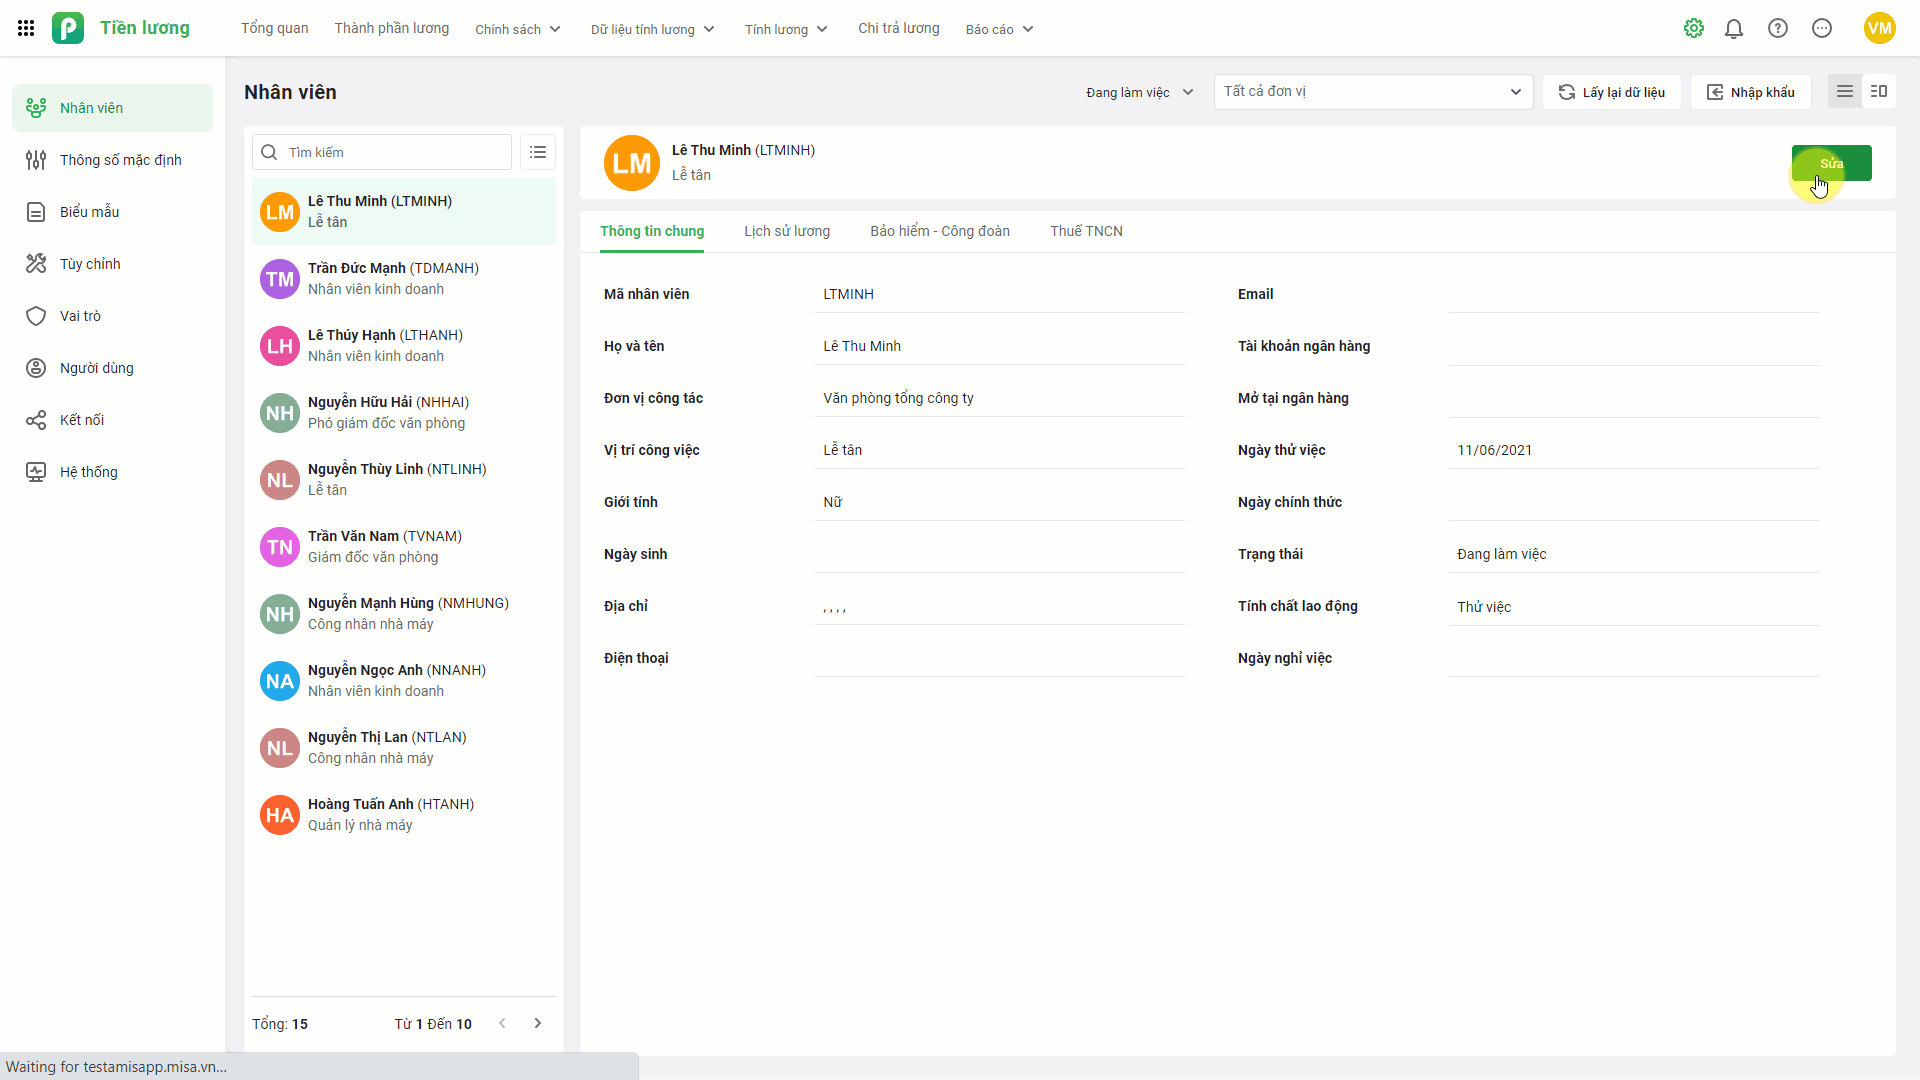 Tiền lương
Tổng quan
Thành phần lương
Chính sách
Dữ liệu tính lương
Tính lương
Chi trả lương
Báo cáo
VM
Nhân viên
Thông số mặc định
Biểu mẫu
Tùy chỉnh
Vai trò
Người dùng
Kết nối
Hệ thống
Nhân viên
Đang làm việc
Tất cả đơn vị
Lấy lại dữ liệu
Nhập khẩu
Tìm kiếm
LM
Lê Thu Minh (LTMINH)
Lễ tân
TM
Trần Đức Mạnh (TDMANH)
Nhân viên kinh doanh
LH
Lê Thúy Hạnh (LTHANH)
Nhân viên kinh doanh
NH
Nguyễn Hữu Hải (NHHAI)
Phó giám đốc văn phòng
NL
Nguyễn Thùy Linh (NTLINH)
Lễ tân
TN
Trần Văn Nam (TVNAM)
Giám đốc văn phòng
NH
Nguyễn Mạnh Hùng (NMHUNG)
Công nhân nhà máy
NA
Nguyễn Ngọc Anh (NNANH)
Nhân viên kinh doanh
NL
Nguyễn Thị Lan (NTLAN)
Công nhân nhà máy
HA
Hoàng Tuấn Anh (HTANH)
Quản lý nhà máy
Tổng: 15
Từ 1 Đến 10
LM
Lê Thu Minh (LTMINH)
Lễ tân
Sửa
Thông tin chung
Lịch sử lương
Bảo hiểm - Công đoàn
Thuế TNCN
Mã nhân viên
LTMINH
Họ và tên
Lê Thu Minh
Đơn vị công tác
Văn phòng tổng công ty
Vị trí công việc
Lễ tân
Giới tính
Nữ
Ngày sinh
Địa chỉ
, , , ,
Điện thoại
Email
Tài khoản ngân hàng
Mở tại ngân hàng
Ngày thử việc
11/06/2021
Ngày chính thức
Trạng thái
Đang làm việc
Tính chất lao động
Thử việc
Ngày nghỉ việc
Waiting for testamisapp.misa.vn...